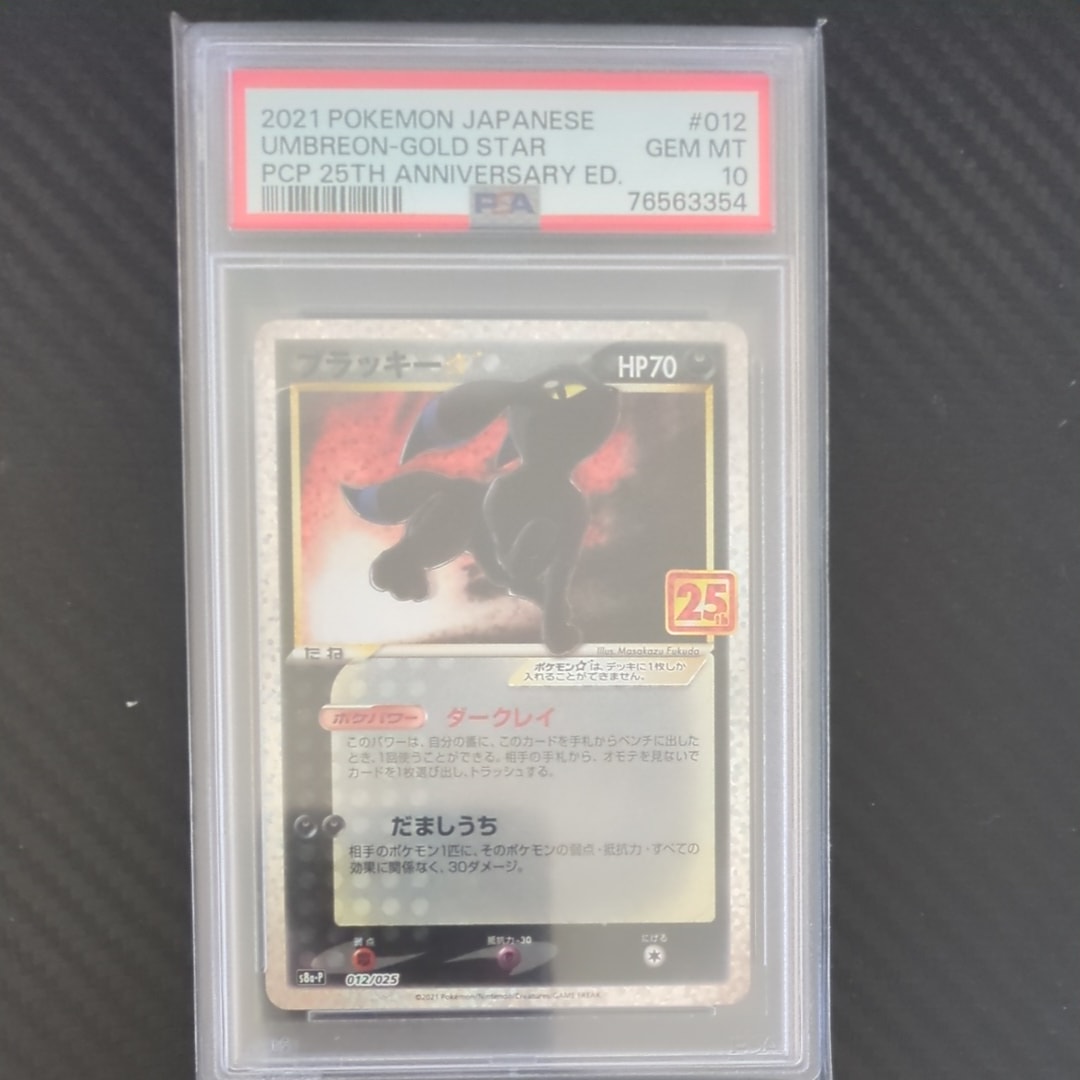 2021 POKEMON JAPANESE #012
UMBREON-GOLD STAR GEM MT
PCP 25TH ANNIVERSARY ED. 10
PSA 76563354
ブラッキー☆ HP70
25th
たね Illus. Masakazu Fukuda
ポケモン☆は、デッキに1枚しか
入れることができません。
ポケパワー ダークレイ
このパワーは、自分の番に、このカードを手札からベンチに出した
とき、1回使うことができる。相手の手札から、オモテを見ないで
カードを1枚選び出し、トラッシュする。
だましうち
相手のポケモン1匹に、そのポケモンの弱点・抵抗力・すべての
効果に関係なく、30ダメージ。
弱点 抵抗力-30 にげる
s8a-P 012/025
©2021 Pokémon/Nintendo/Creatures/GAME FREAK.